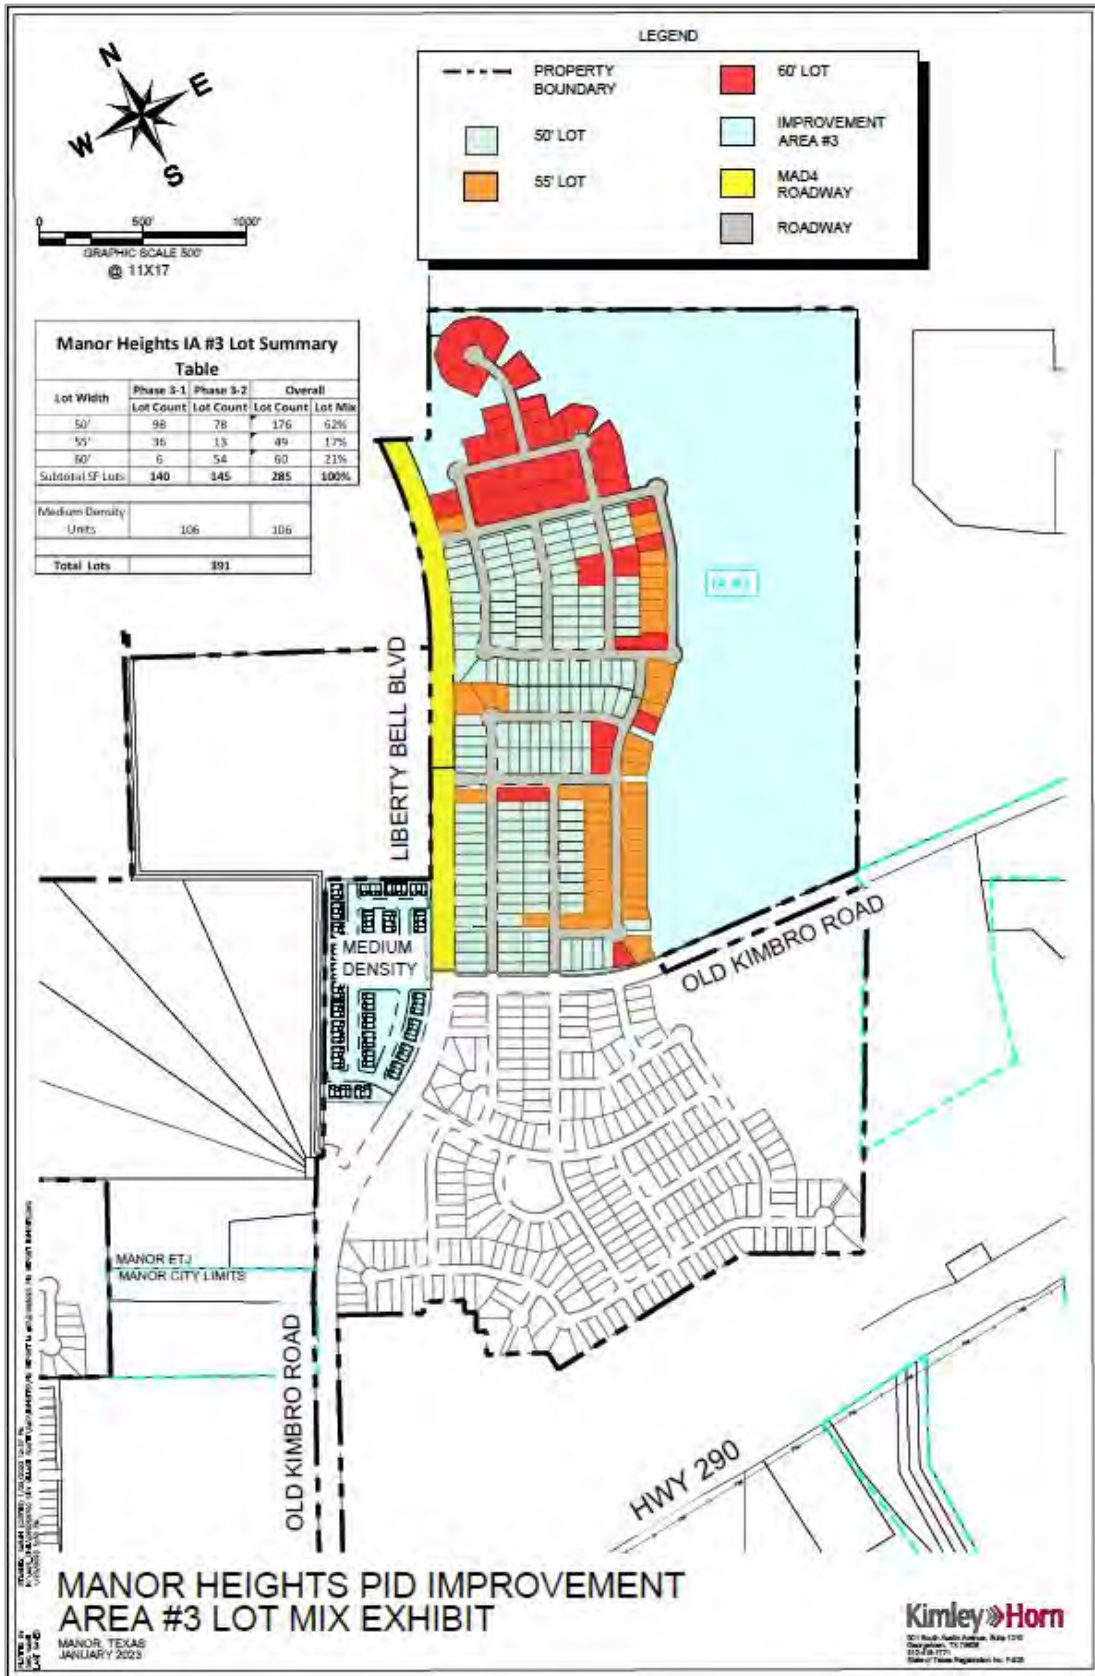 LEGEND
PROPERTY
BOUNDARY
50' LOT
55' LOT
60' LOT
IMPROVEMENT
AREA #3
MAD4
ROADWAY
ROADWAY
N
E
W
S
0 500' 1000'
GRAPHIC SCALE 500'
@ 11X17
Manor Heights IA #3 Lot Summary
Table
Lot Width Phase 3-1 Phase 3-2 Overall
Lot Count Lot Count Lot Count Lot Mix
50' 98 78 176 62%
55' 36 13 49 17%
60' 6 54 60 21%
Subtotal SF Lots 140 145 285 100%
Medium Density
Units 106 106
Total Lots 391
IA #3
LIBERTY BELL BLVD
MEDIUM
DENSITY
OLD KIMBRO ROAD
MANOR ETJ
MANOR CITY LIMITS
OLD KIMBRO ROAD
HWY 290
MANOR HEIGHTS PID IMPROVEMENT
AREA #3 LOT MIX EXHIBIT
MANOR, TEXAS
JANUARY 2023
Kimley»Horn